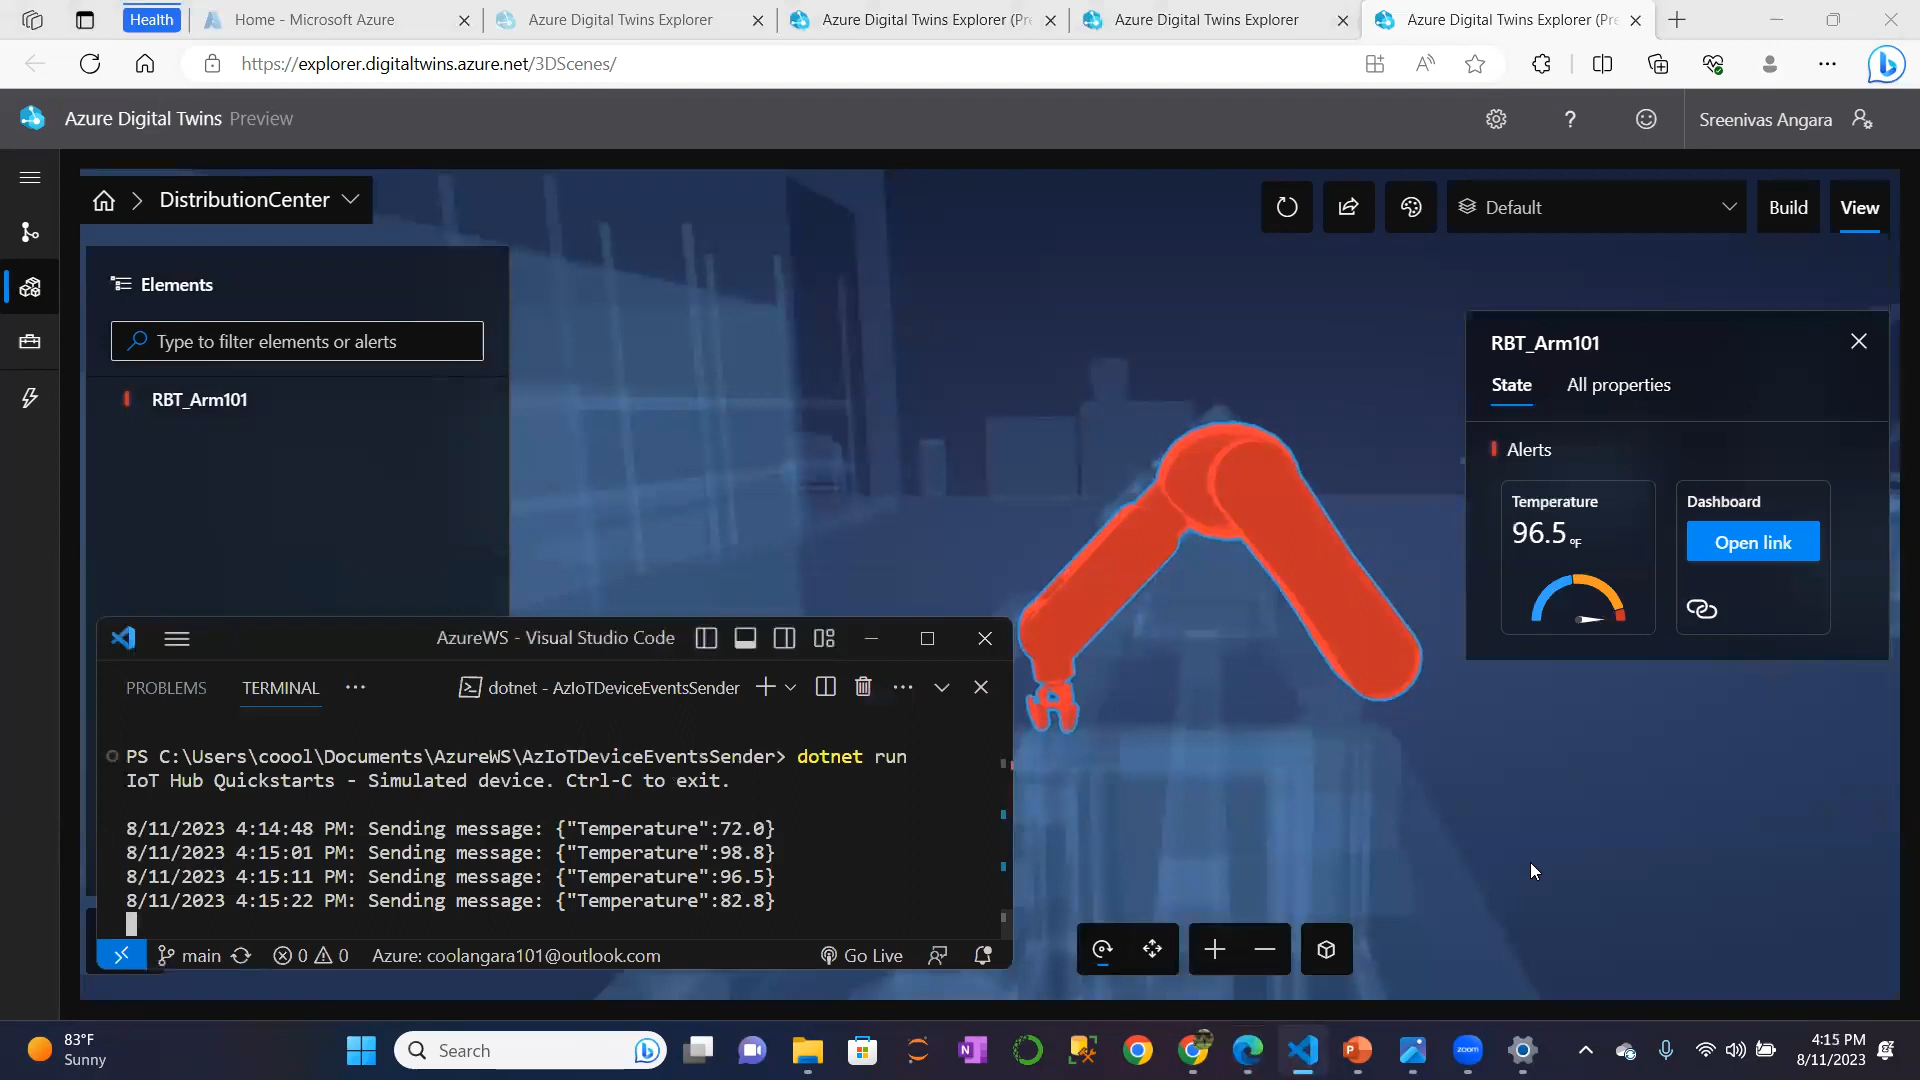 Health
Home - Microsoft Azure
Azure Digital Twins Explorer
Azure Digital Twins Explorer (Pre
Azure Digital Twins Explorer
Azure Digital Twins Explorer (Pre
https://explorer.digitaltwins.azure.net/3DScenes/
Azure Digital Twins Preview
Sreenivas Angara
DistributionCenter
Default
Build
View
Elements
Type to filter elements or alerts
RBT_Arm101
RBT_Arm101
State All properties
Alerts
Temperature
96.5 °F
Dashboard
Open link
AzureWS - Visual Studio Code
PROBLEMS TERMINAL ··· dotnet - AzIoTDeviceEventsSender
PS C:\Users\coool\Documents\AzureWS\AzIoTDeviceEventsSender> dotnet run
IoT Hub Quickstarts - Simulated device. Ctrl-C to exit.
8/11/2023 4:14:48 PM: Sending message: {"Temperature":72.0}
8/11/2023 4:15:01 PM: Sending message: {"Temperature":98.8}
8/11/2023 4:15:11 PM: Sending message: {"Temperature":96.5}
8/11/2023 4:15:22 PM: Sending message: {"Temperature":82.8}
main 0 0 Azure: coolangara101@outlook.com Go Live
83°F
Sunny
Search
zoom
4:15 PM
8/11/2023